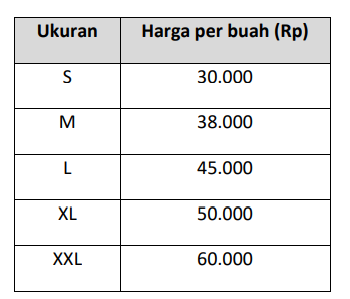 Ukuran Harga per buah (Rp)
S 30.000
M 38.000
L 45.000
XL 50.000
XXL 60.000